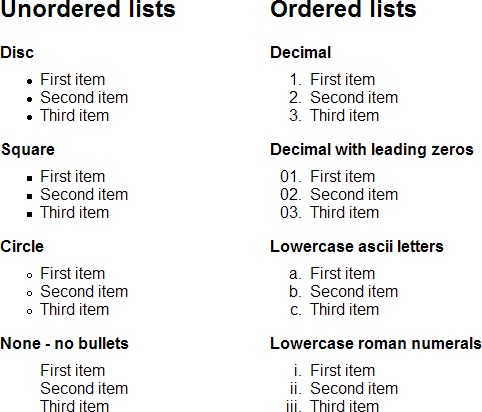 Unordered lists
Disc
• First item
• Second item
• Third item
Square
▪ First item
▪ Second item
▪ Third item
Circle
◦ First item
◦ Second item
◦ Third item
None - no bullets
First item
Second item
Third item
Ordered lists
Decimal
1. First item
2. Second item
3. Third item
Decimal with leading zeros
01. First item
02. Second item
03. Third item
Lowercase ascii letters
a. First item
b. Second item
c. Third item
Lowercase roman numerals
i. First item
ii. Second item
iii. Third item